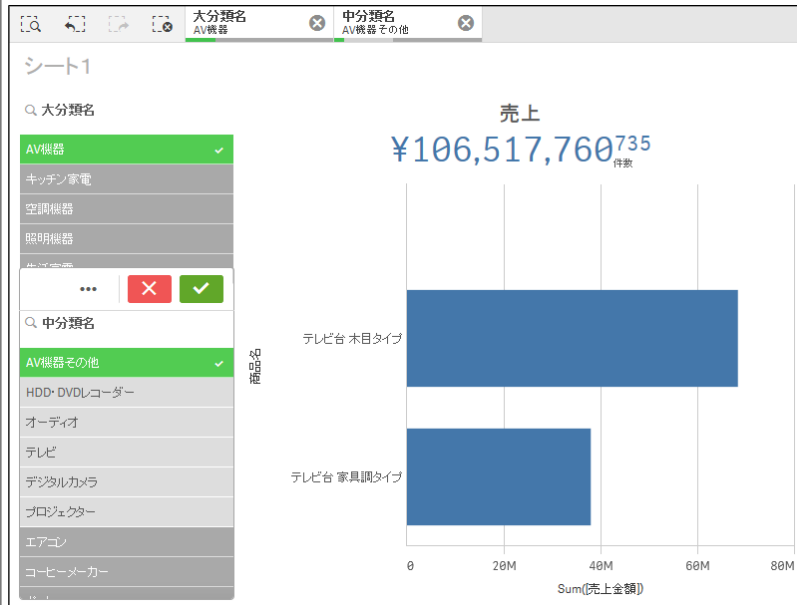 大分類名
AV機器
中分類名
AV機器その他
シート1
大分類名
AV機器
キッチン家電
空調機器
照明機器
生活家電
中分類名
AV機器その他
HDD・DVDレコーダー
オーディオ
テレビ
デジタルカメラ
プロジェクター
エアコン
コーヒーメーカー
売上
¥106,517,760 735
件数
商品名
テレビ台 木目タイプ
テレビ台 家具調タイプ
0 20M 40M 60M 80M
Sum([売上金額])